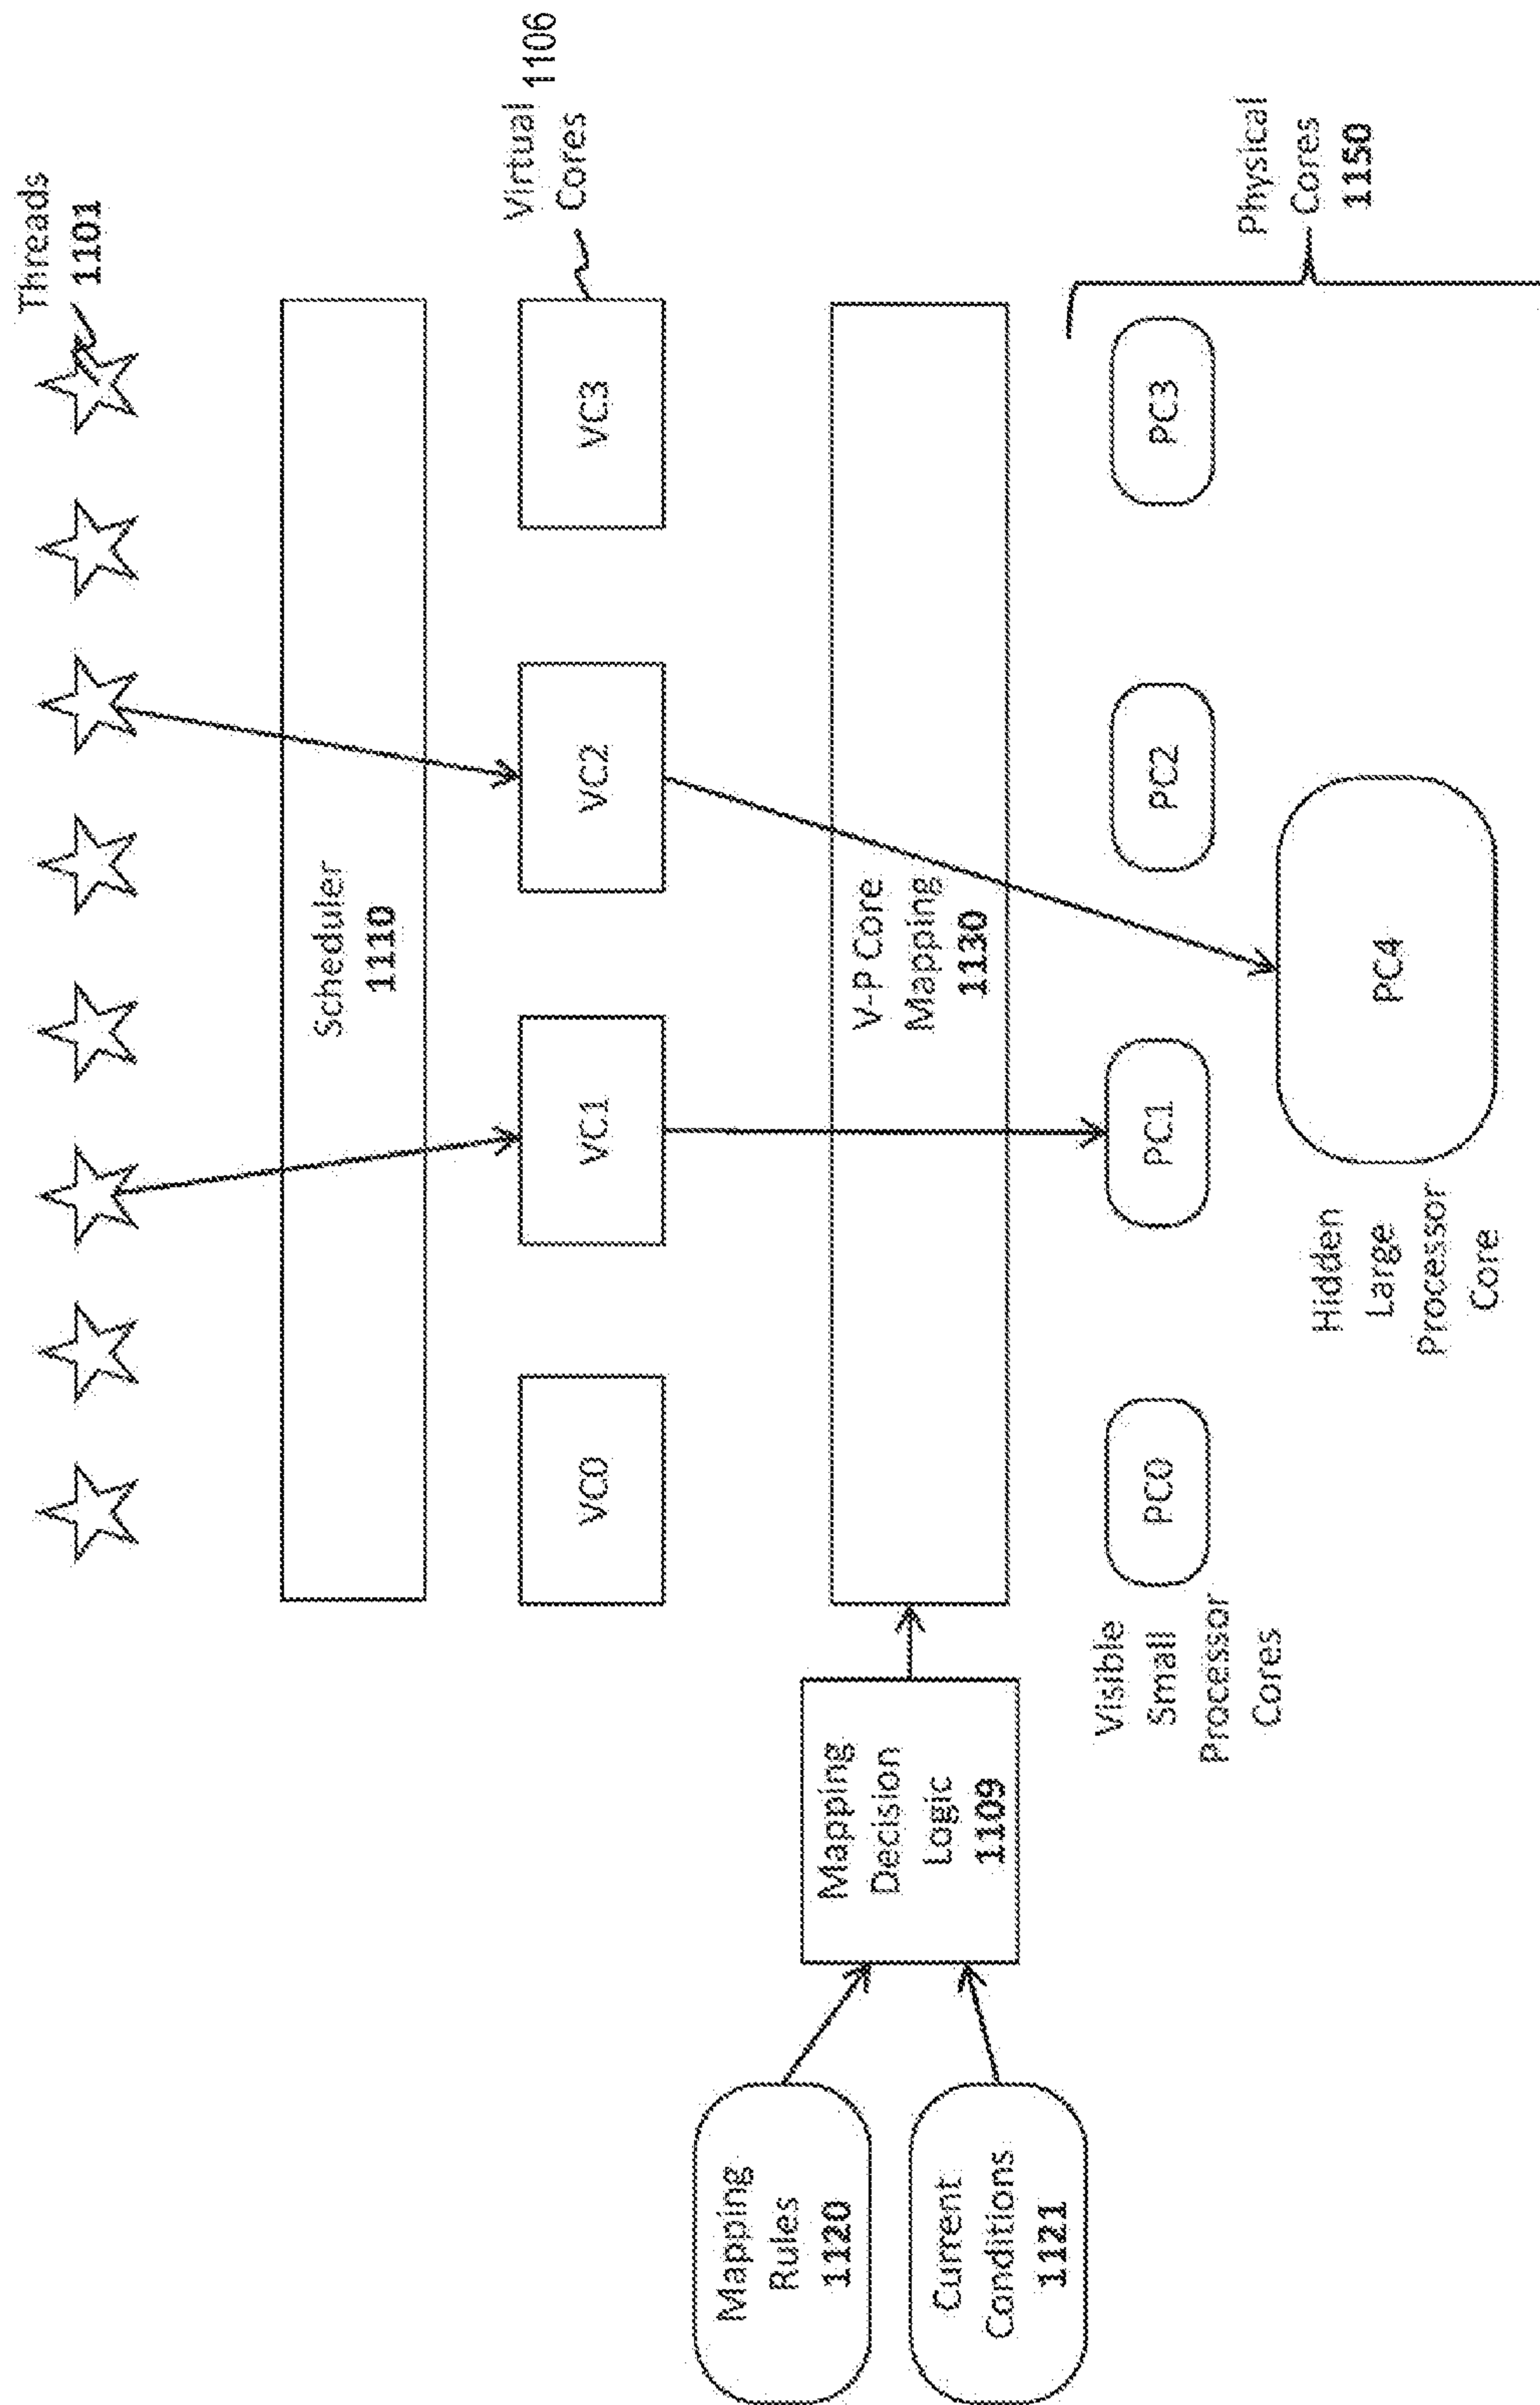 Threads
1101
Scheduler
1110
VC0
VC1
VC2
VC3
Virtual 1106
Cores
Mapping
Rules
1120
Current
Conditions
1121
Mapping
Decision
Logic
1109
V-P Core
Mapping
1130
Visible
Small
Processor
Cores
PC0
PC1
PC2
PC3
Physical
Cores
1150
Hidden
Large
Processor
Core
PC4